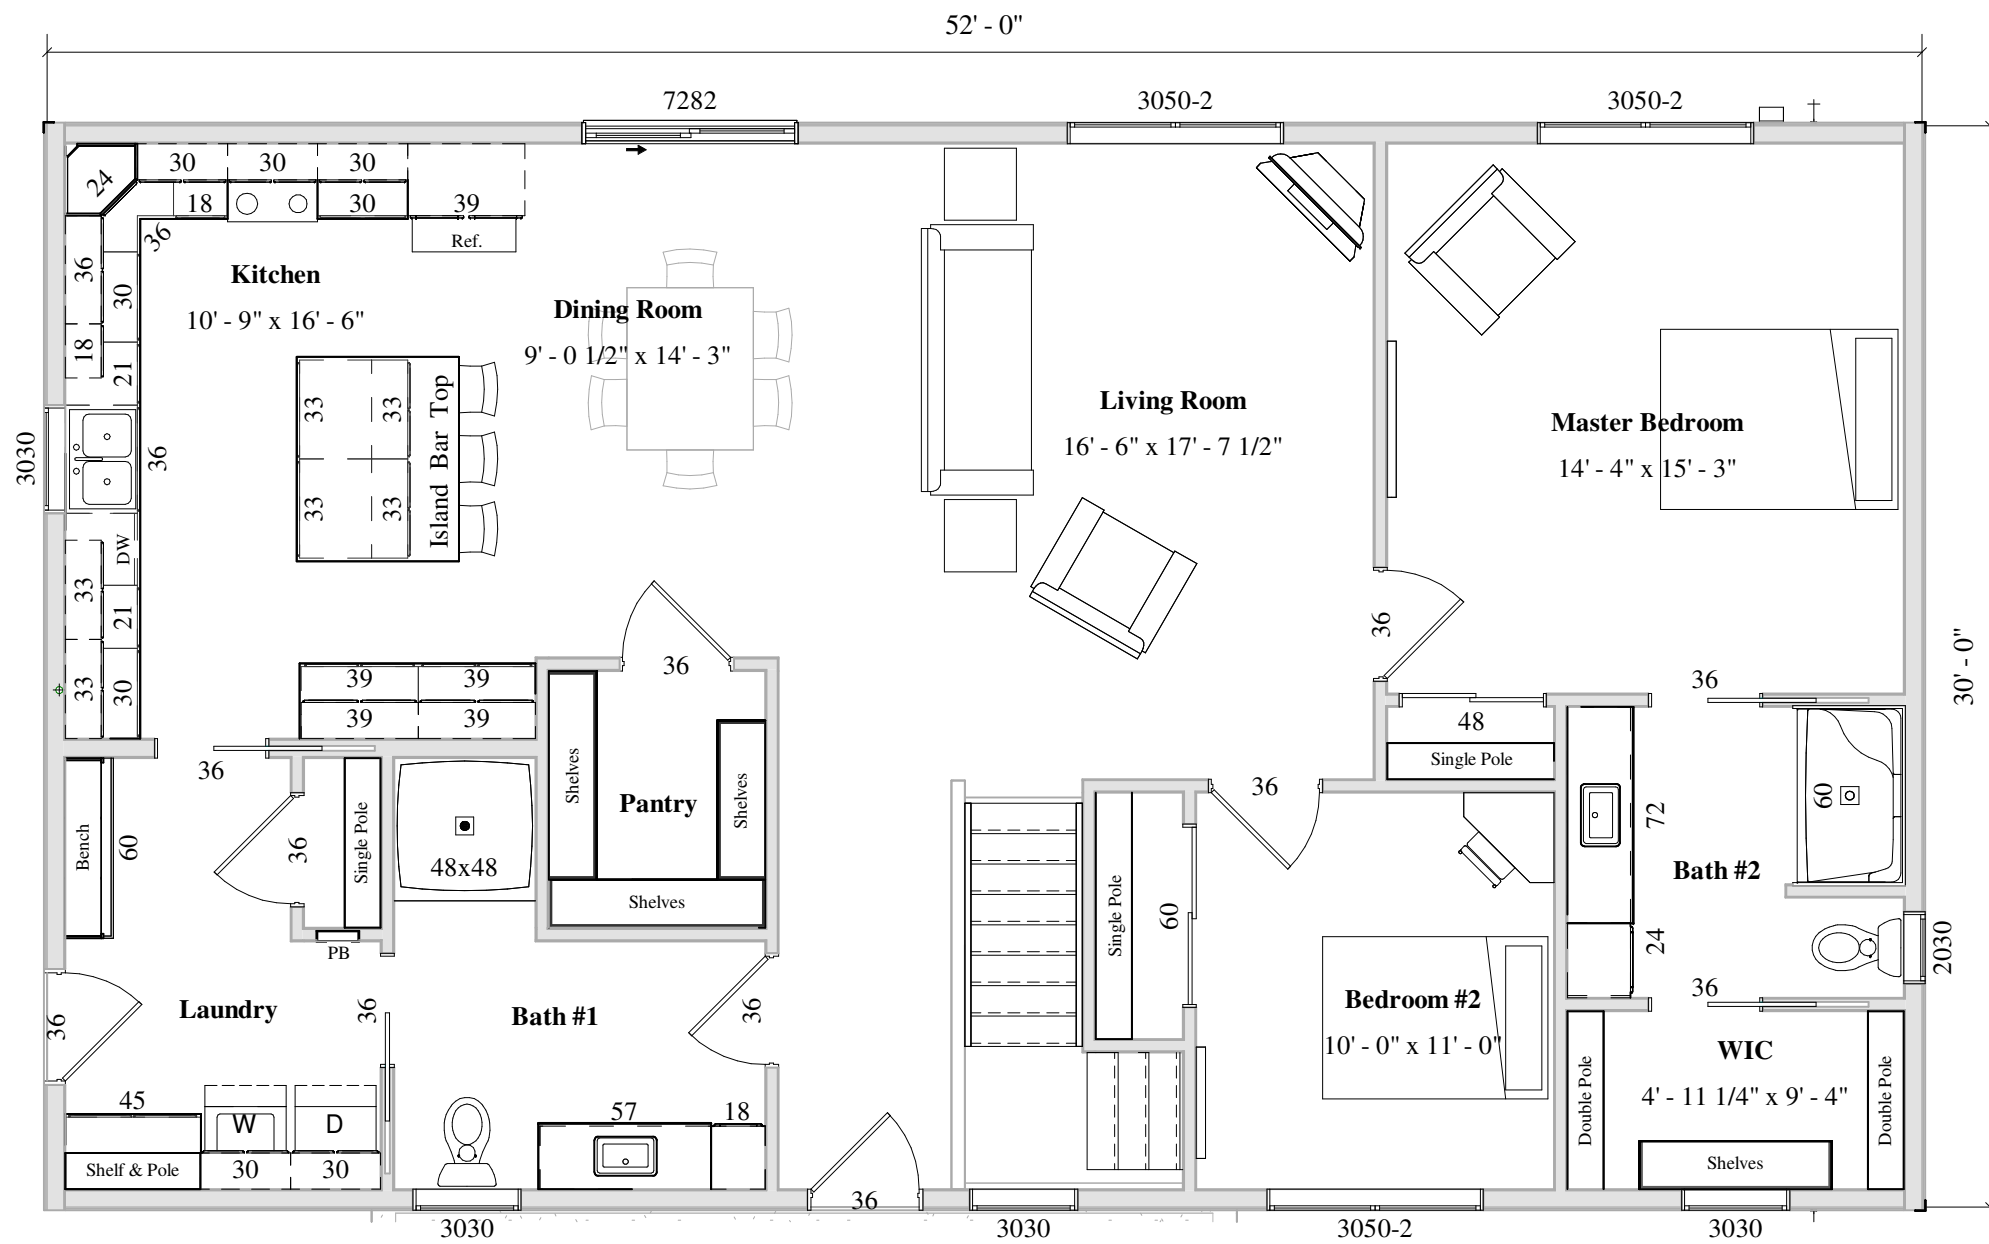 52' - 0"
7282
3050-2
3050-2
24
30
30
30
18
30
39
Ref.
36
36
30
18
21
Kitchen
10' - 9" x 16' - 6"
Dining Room
9' - 0 1/2" x 14' - 3"
Living Room
16' - 6" x 17' - 7 1/2"
Master Bedroom
14' - 4" x 15' - 3"
3030
36
33
33
33
33
Island Bar Top
DW
33
21
33
30
39
39
39
39
36
36
36
30' - 0"
48
Single Pole
36
36
Bench
60
36
Single Pole
48x48
Shelves
Pantry
Shelves
Shelves
36
Single Pole
60
72
60
Bath #2
24
2030
PB
Laundry
36
36
Bath #1
36
Bedroom #2
10' - 0" x 11' - 0"
36
WIC
4' - 11 1/4" x 9' - 4"
Double Pole
Double Pole
Shelves
45
W
D
Shelf & Pole
30
30
57
18
36
3030
3030
3050-2
3030